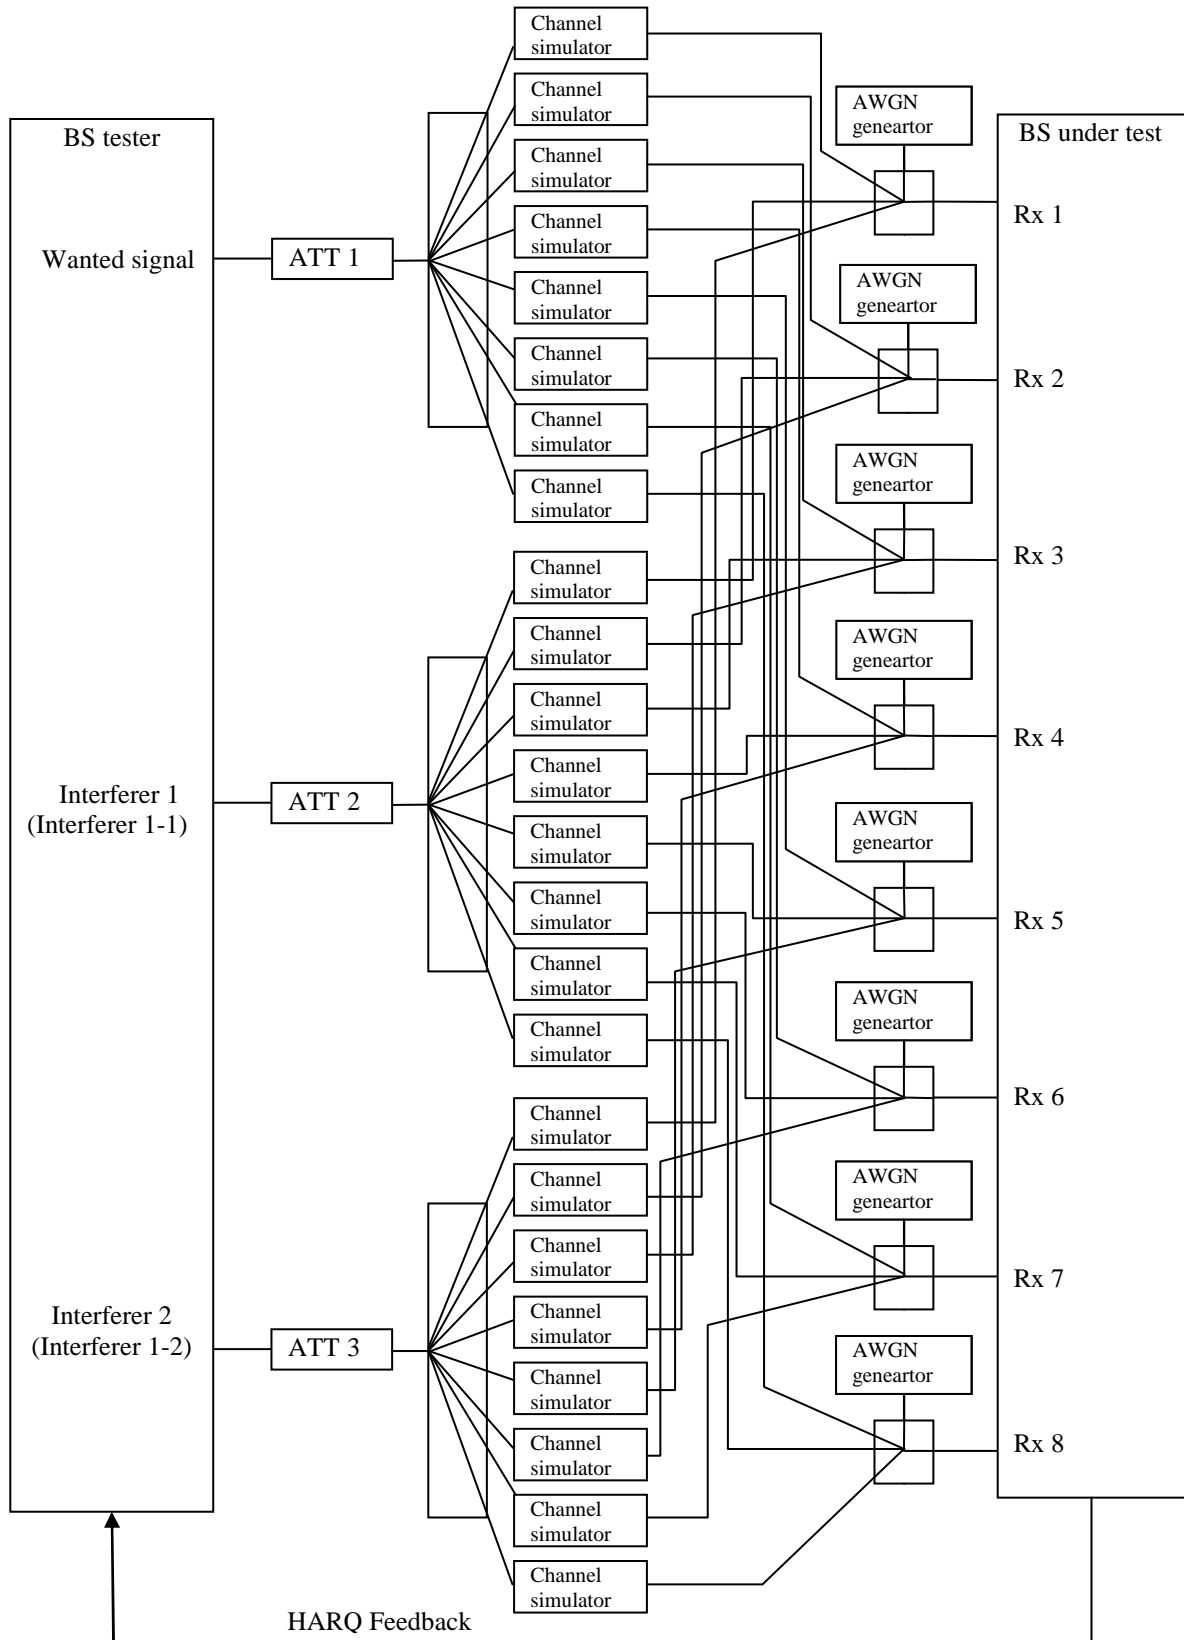 BS tester
Wanted signal
Interferer 1
(Interferer 1-1)
Interferer 2
(Interferer 1-2)
ATT 1
ATT 2
ATT 3
Channel
simulator
Channel
simulator
Channel
simulator
Channel
simulator
Channel
simulator
Channel
simulator
Channel
simulator
Channel
simulator
Channel
simulator
Channel
simulator
Channel
simulator
Channel
simulator
Channel
simulator
Channel
simulator
Channel
simulator
Channel
simulator
Channel
simulator
Channel
simulator
Channel
simulator
Channel
simulator
Channel
simulator
Channel
simulator
Channel
simulator
Channel
simulator
AWGN
geneartor
AWGN
geneartor
AWGN
geneartor
AWGN
geneartor
AWGN
geneartor
AWGN
geneartor
AWGN
geneartor
AWGN
geneartor
BS under test
Rx 1
Rx 2
Rx 3
Rx 4
Rx 5
Rx 6
Rx 7
Rx 8
HARQ Feedback